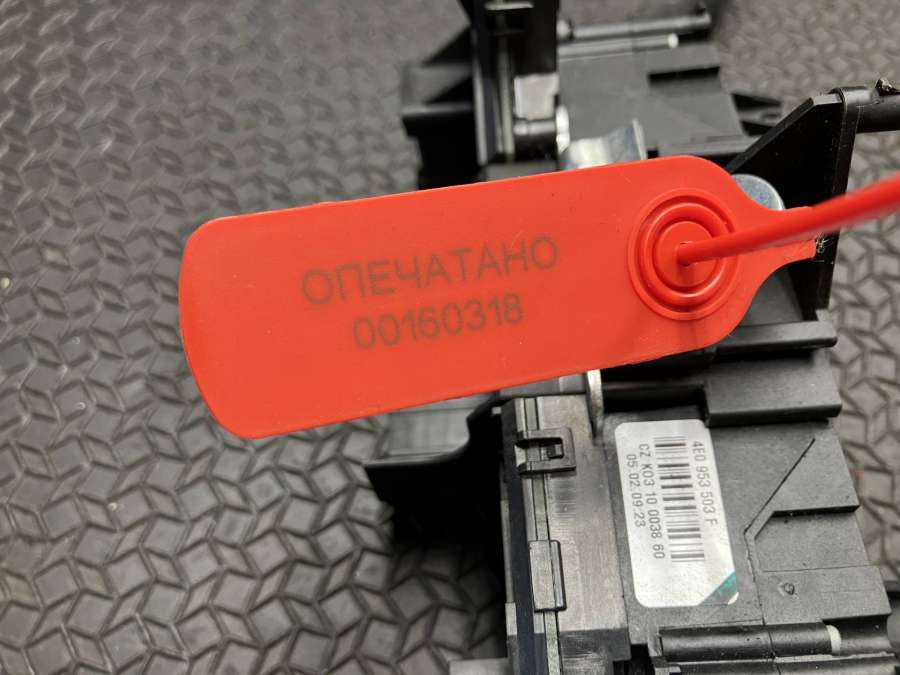 ОПЕЧАТАНО
00160318
4E0 953 503 F
CZ K03 10 0038 60
05.02.09-23